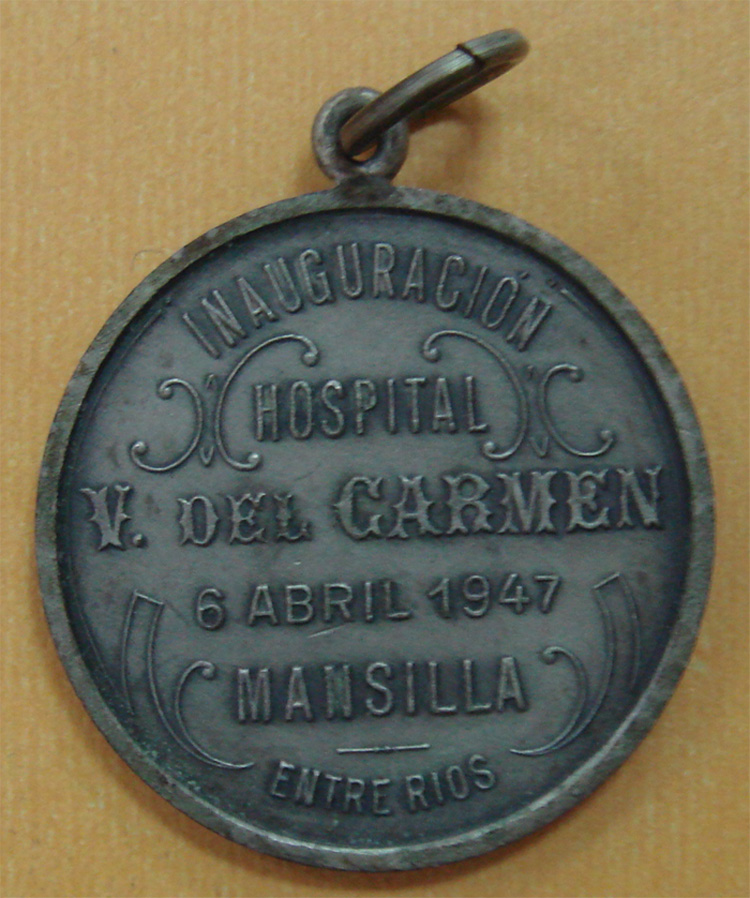 INAUGURACIÓN
HOSPITAL
V. DEL CARMEN
6 ABRIL 1947
MANSILLA
ENTRE RIOS